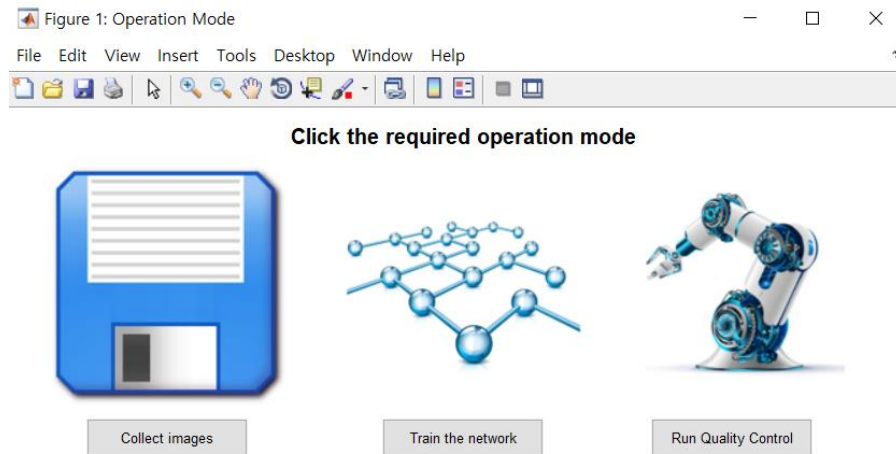 Figure 1: Operation Mode
File Edit View Insert Tools Desktop Window Help
Click the required operation mode
Collect images Train the network Run Quality Control